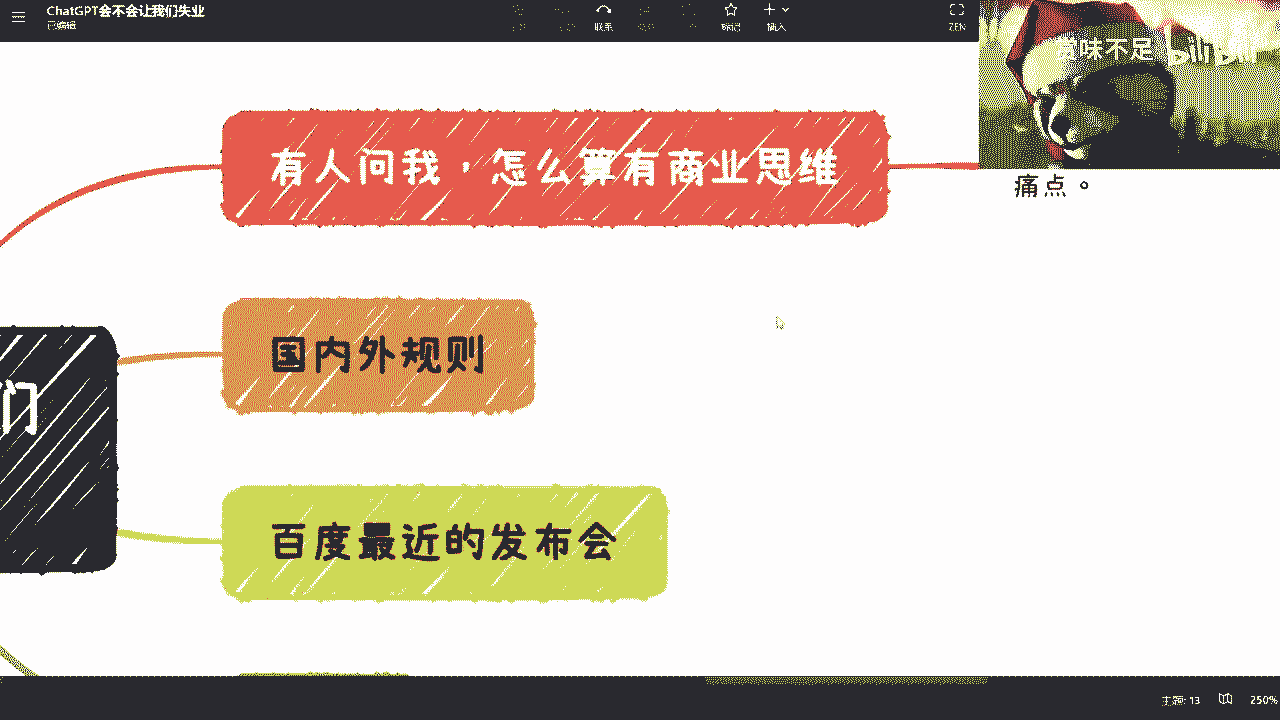 ChatGPT会不会让我们失业
已编辑
联系
标记
插入
ZEN
味不足 bilibili
有人问我，怎么算有商业思维
痛点。
国内外规则
们
百度最近的发布会
主题: 13
250%